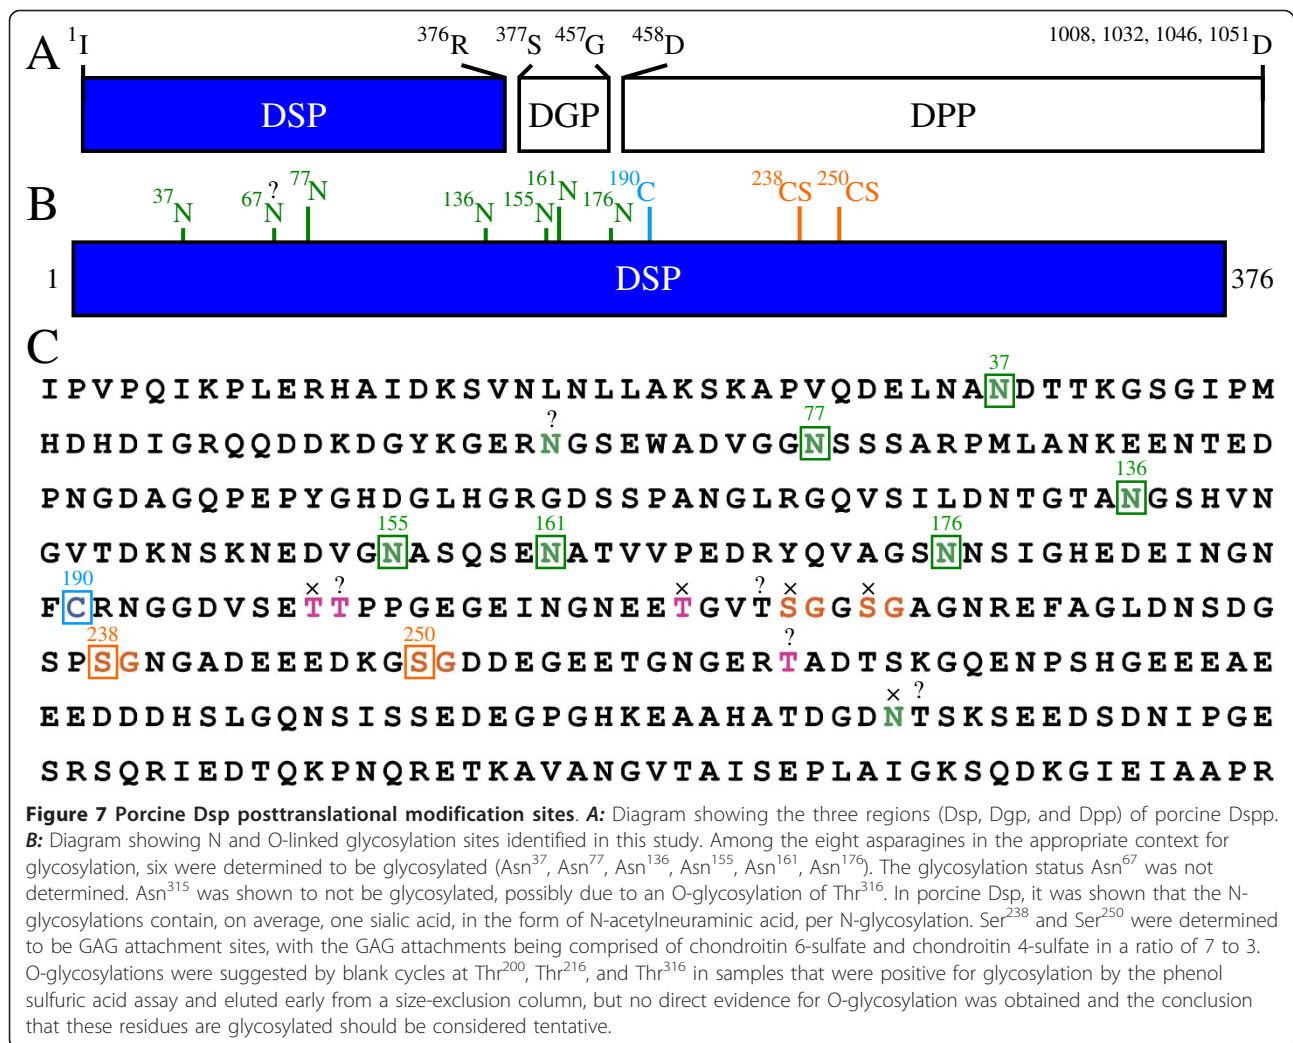 A
¹I ³⁷⁶R ³⁷⁷S ⁴⁵⁷G ⁴⁵⁸D ¹⁰⁰⁸, ¹⁰³², ¹⁰⁴⁶, ¹⁰⁵¹D
DSP DGP DPP
B
³⁷N ⁶⁷N ? ⁷⁷N ¹³⁶N ¹⁵⁵N ¹⁶¹N ¹⁷⁶N ¹⁹⁰C ²³⁸CS ²⁵⁰CS
1 DSP 376
C
37
I P V P Q I K P L E R H A I D K S V N L N L L A K S K A P V Q D E L N A N D T T K G S G I P M
? 77
H D H D I G R Q Q D D K D G Y K G E R N G S E W A D V G G N S S S A R P M L A N K E E N T E D
136
P N G D A G Q P E P Y G H D G L H G R G D S S P A N G L R G Q V S I L D N T G T A N G S H V N
155 161 176
G V T D K N S K N E D V G N A S Q S E N A T V V P E D R Y Q V A G S N N S I G H E D E I N G N
190 × ? × ? × ×
F C R N G G D V S E T T P P G E G E I N G N E E T G V T S G G S G A G N R E F A G L D N S D G
238 250 ?
S P S G N G A D E E E D K G S G D D E G E E T G N G E R T A D T S K G Q E N P S H G E E E A E
× ?
E E D D D H S L G Q N S I S S E D E G P G H K E A A H A T D G D N T S K S E E D S D N I P G E
S R S Q R I E D T Q K P N Q R E T K A V A N G V T A I S E P L A I G K S Q D K G I E I A A P R
Figure 7 Porcine Dsp posttranslational modification sites. A: Diagram showing the three regions (Dsp, Dgp, and Dpp) of porcine Dspp.
B: Diagram showing N and O-linked glycosylation sites identified in this study. Among the eight asparagines in the appropriate context for
glycosylation, six were determined to be glycosylated (Asn³⁷, Asn⁷⁷, Asn¹³⁶, Asn¹⁵⁵, Asn¹⁶¹, Asn¹⁷⁶). The glycosylation status Asn⁶⁷ was not
determined. Asn³¹⁵ was shown to not be glycosylated, possibly due to an O-glycosylation of Thr³¹⁶. In porcine Dsp, it was shown that the N-
glycosylations contain, on average, one sialic acid, in the form of N-acetylneuraminic acid, per N-glycosylation. Ser²³⁸ and Ser²⁵⁰ were determined
to be GAG attachment sites, with the GAG attachments being comprised of chondroitin 6-sulfate and chondroitin 4-sulfate in a ratio of 7 to 3.
O-glycosylations were suggested by blank cycles at Thr²⁰⁰, Thr²¹⁶, and Thr³¹⁶ in samples that were positive for glycosylation by the phenol
sulfuric acid assay and eluted early from a size-exclusion column, but no direct evidence for O-glycosylation was obtained and the conclusion
that these residues are glycosylated should be considered tentative.